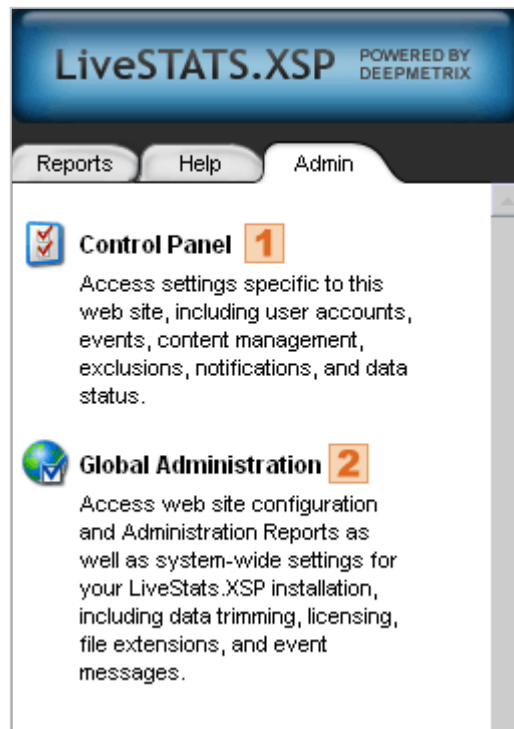 LiveSTATS.XSP POWERED BY
DEEPMETRIX
Reports Help Admin
Control Panel 1
Access settings specific to this
web site, including user accounts,
events, content management,
exclusions, notifications, and data
status.
Global Administration 2
Access web site configuration
and Administration Reports as
well as system-wide settings for
your LiveStats.XSP installation,
including data trimming, licensing,
file extensions, and event
messages.